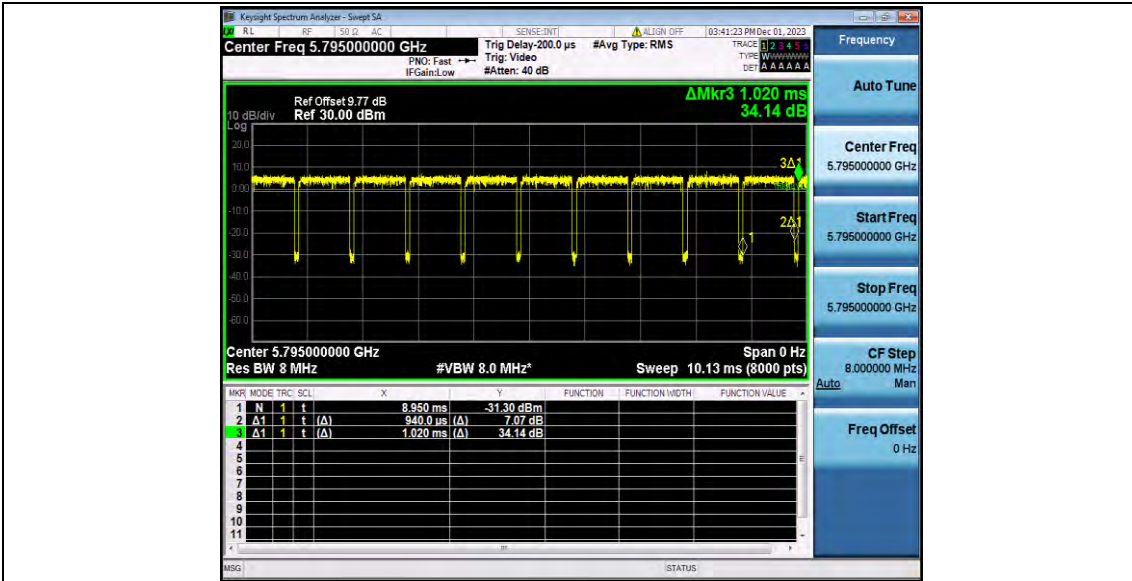 Keysight Spectrum Analyzer - Swept SA
RL RF 50 Ω AC SENSE:INT ALIGN OFF 03:41:23 PM Dec 01, 2023
Center Freq 5.795000000 GHz
PNO: Fast
IFGain:Low
Trig Delay-200.0 µs
Trig: Video
#Atten: 40 dB
#Avg Type: RMS
TRACE 1 2 3 4 5 6
TYPE W
DET A A A A A A
Ref Offset 9.77 dB
10 dB/div Ref 30.00 dBm
Log
ΔMkr3 1.020 ms
34.14 dB
20.0
10.0
0.00
-10.0
-20.0
-30.0
-40.0
-50.0
-60.0
3Δ1
2Δ1
1
Center 5.795000000 GHz Span 0 Hz
Res BW 8 MHz #VBW 8.0 MHz* Sweep 10.13 ms (8000 pts)
MKR MODE TRC SCL X Y FUNCTION FUNCTION WIDTH FUNCTION VALUE
1 N 1 t 8.950 ms -31.30 dBm
2 Δ1 1 t (Δ) 940.0 µs (Δ) 7.07 dB
3 Δ1 1 t (Δ) 1.020 ms (Δ) 34.14 dB
4
5
6
7
8
9
10
11
MSG STATUS
Frequency
Auto Tune
Center Freq
5.795000000 GHz
Start Freq
5.795000000 GHz
Stop Freq
5.795000000 GHz
CF Step
8.000000 MHz
Auto Man
Freq Offset
0 Hz